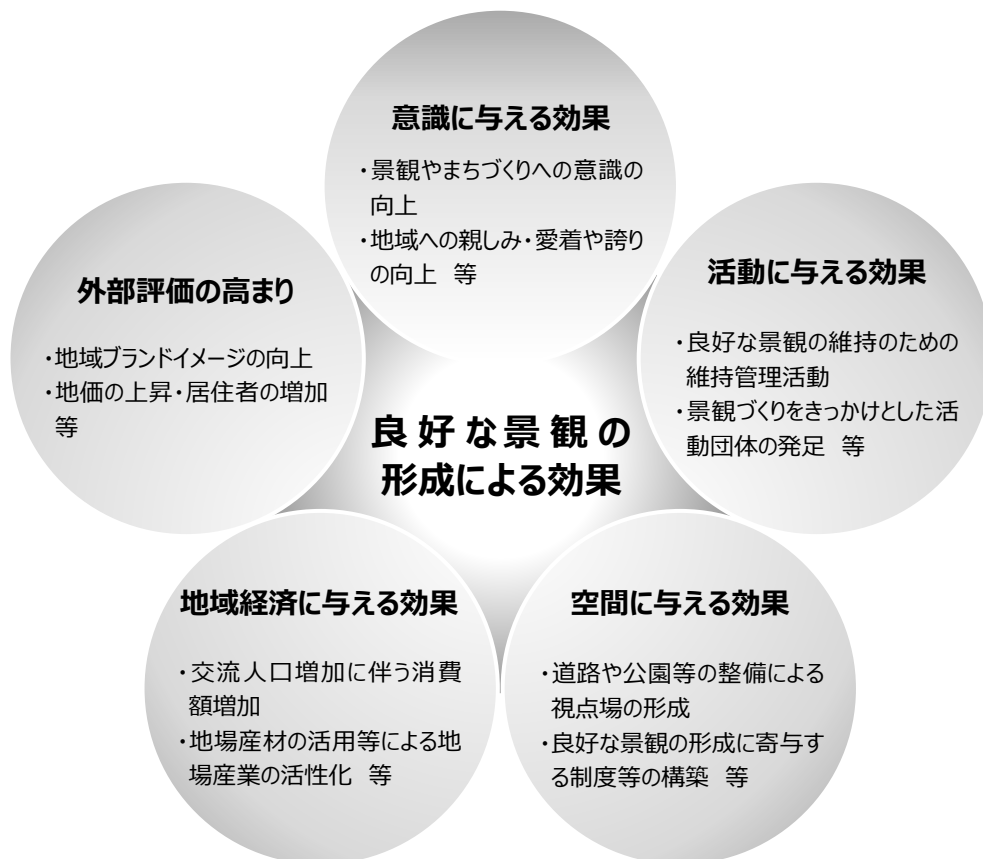 意識に与える効果
・景観やまちづくりへの意識の
向上
・地域への親しみ・愛着や誇り
の向上　等
外部評価の高まり
・地域ブランドイメージの向上
・地価の上昇・居住者の増加
等
活動に与える効果
・良好な景観の維持のための
維持管理活動
・景観づくりをきっかけとした活
動団体の発足　等
良好な景観の
形成による効果
地域経済に与える効果
・交流人口増加に伴う消費
額増加
・地場産材の活用等による地
場産業の活性化　等
空間に与える効果
・道路や公園等の整備による
視点場の形成
・良好な景観の形成に寄与す
る制度等の構築　等